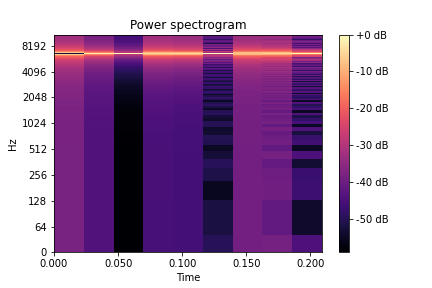 Power spectrogram
8192
4096
2048
1024
512
256
128
64
0
Hz
0.000 0.050 0.100 0.150 0.200
Time
+0 dB
-10 dB
-20 dB
-30 dB
-40 dB
-50 dB